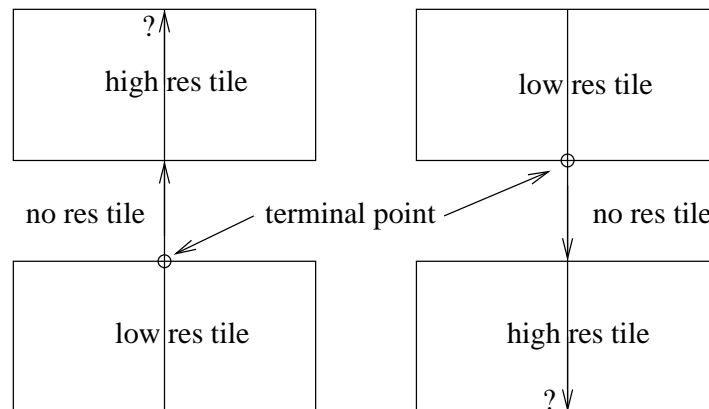 ?
high res tile
low res tile
no res tile
terminal point
no res tile
low res tile
high res tile
?